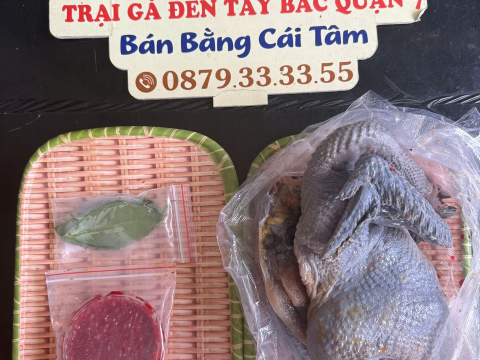 TRẠI GÀ ĐEN TÂY BẮC QUẬN 7
Bán Bằng Cái Tâm
0879.33.33.55